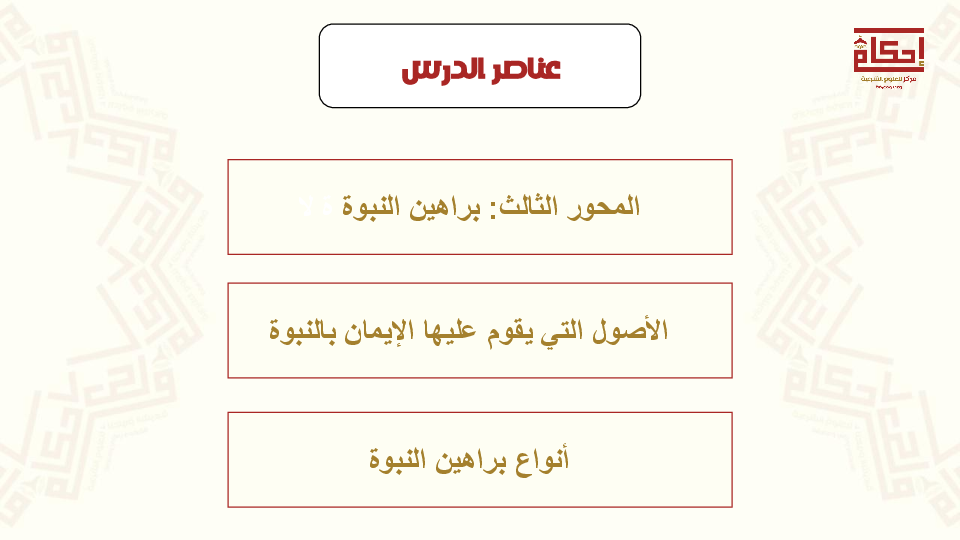 عناصر الدرس
إحكام
مركز للعلوم الشرعية
المحور الثالث: براهين النبوة
الأصول التي يقوم عليها الإيمان بالنبوة
أنواع براهين النبوة